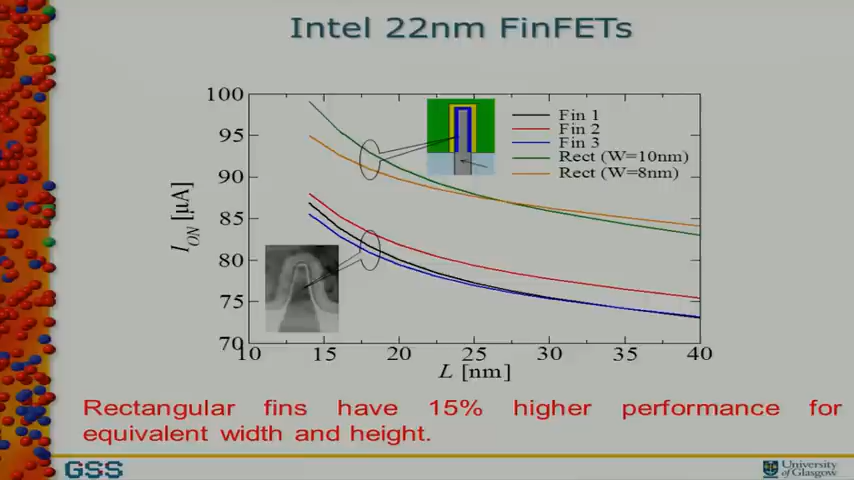 Intel 22nm FinFETs
100
95
90
85
80
75
70
I_ON [µA]
Fin 1
Fin 2
Fin 3
Rect (W=10nm)
Rect (W=8nm)
10 15 20 25 30 35 40
L [nm]
Rectangular fins have 15% higher performance for
equivalent width and height.
GSS
University
of Glasgow